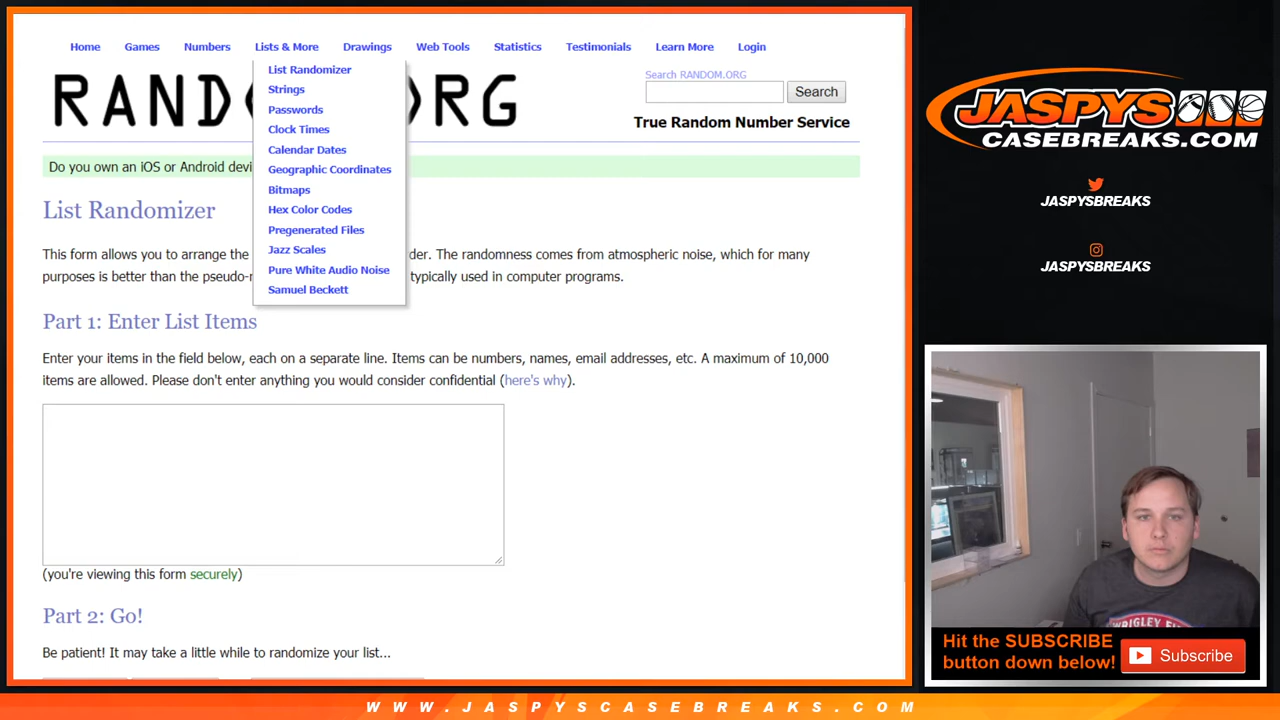 Home Games Numbers Lists & More Drawings Web Tools Statistics Testimonials Learn More Login
List Randomizer
Strings
Passwords
Clock Times
Calendar Dates
Geographic Coordinates
Bitmaps
Hex Color Codes
Pregenerated Files
Jazz Scales
Pure White Audio Noise
Samuel Beckett
RAND RG
Search RANDOM.ORG
Search
True Random Number Service
Do you own an iOS or Android devi
List Randomizer
This form allows you to arrange the der. The randomness comes from atmospheric noise, which for many
purposes is better than the pseudo-r typically used in computer programs.
Part 1: Enter List Items
Enter your items in the field below, each on a separate line. Items can be numbers, names, email addresses, etc. A maximum of 10,000
items are allowed. Please don't enter anything you would consider confidential (here's why).
(you're viewing this form securely)
Part 2: Go!
Be patient! It may take a little while to randomize your list...
JASPYS
CASEBREAKS.COM
JASPYSBREAKS
JASPYSBREAKS
Hit the SUBSCRIBE
button down below!
Subscribe
WWW.JASPYSCASEBREAKS.COM